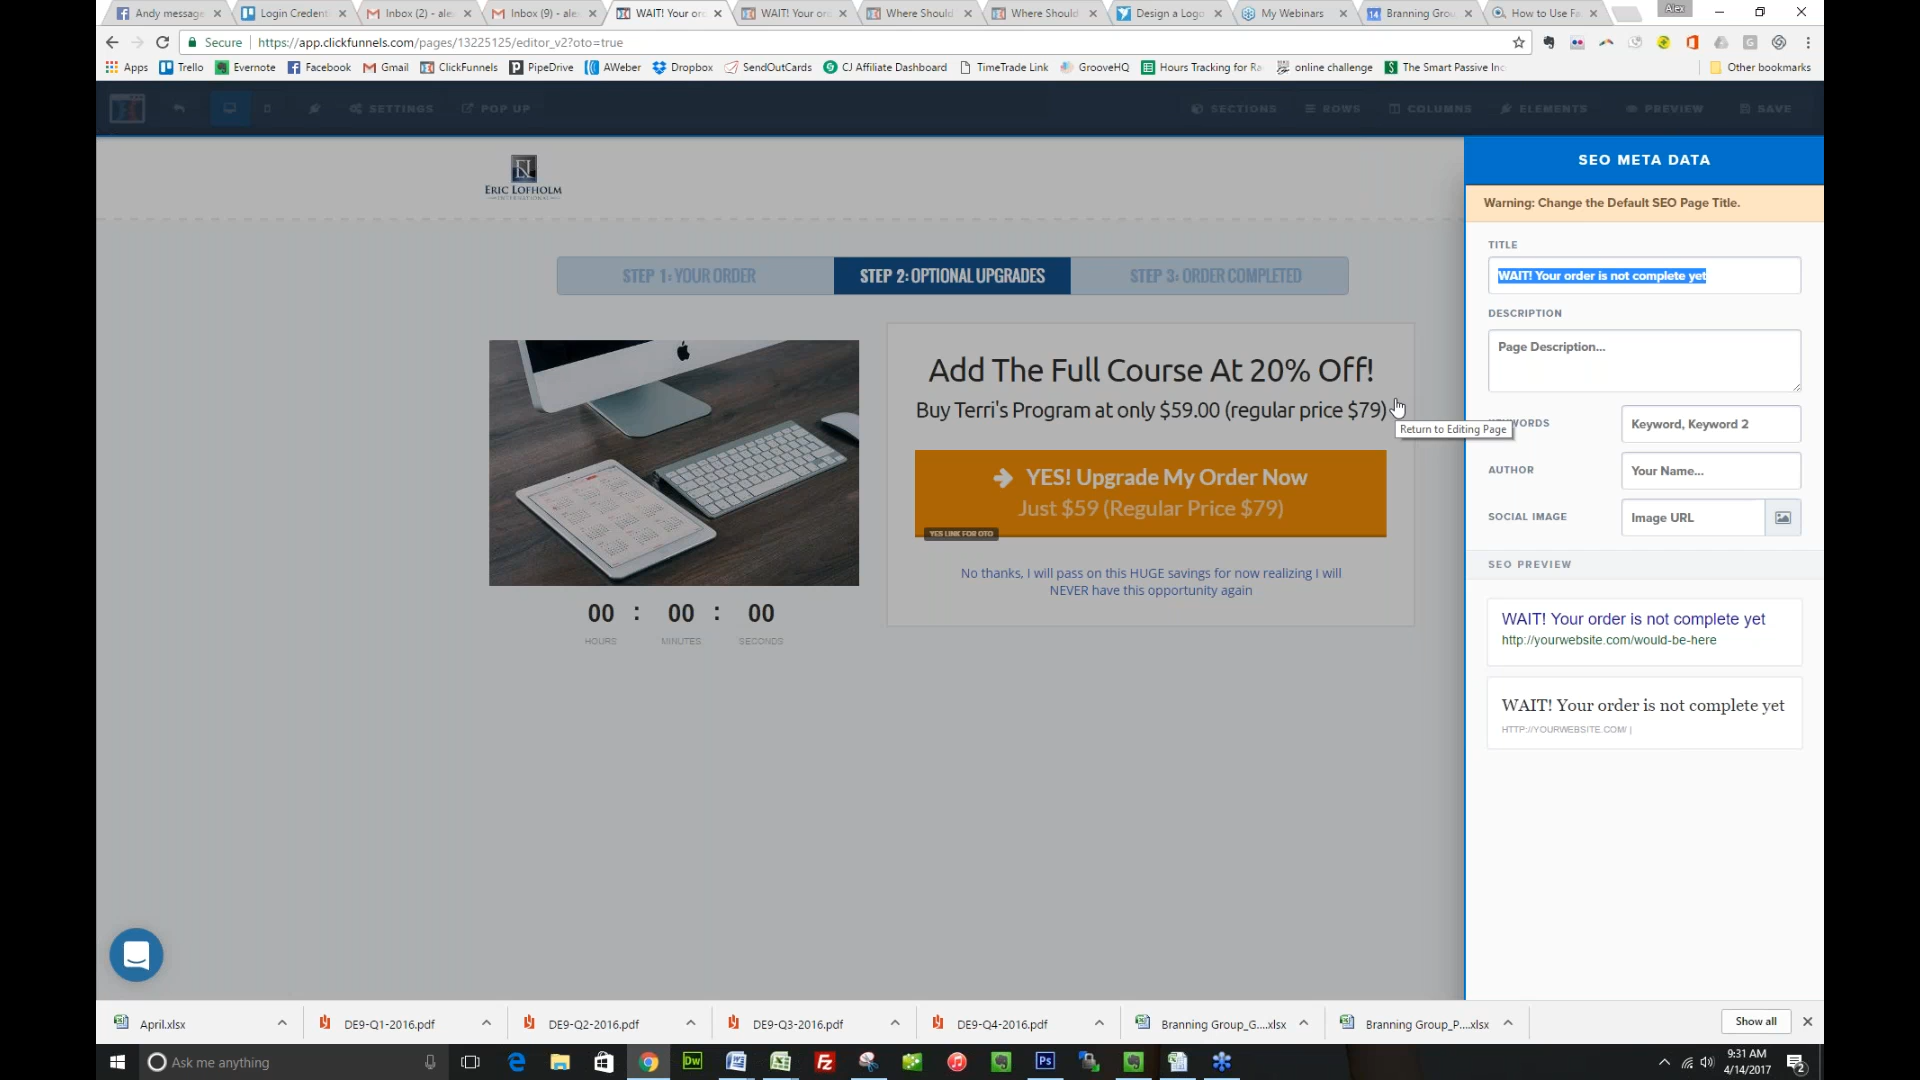 Andy message
Login Credent
Inbox (2) - ale
Inbox (9) - ale
WAIT! Your or
WAIT! Your or
Where Should
Where Should
Design a Logo
My Webinars
Branning Grou
How to Use Fa
Alex
Secure
https://app.clickfunnels.com/pages/13225125/editor_v2?oto=true
Apps
Trello
Evernote
Facebook
Gmail
ClickFunnels
PipeDrive
AWeber
Dropbox
SendOutCards
CJ Affiliate Dashboard
TimeTrade Link
GrooveHQ
Hours Tracking for Ra
online challenge
The Smart Passive Inc
Other bookmarks
SETTINGS
POP UP
SECTIONS
ROWS
COLUMNS
ELEMENTS
PREVIEW
SAVE
ERIC LOFHOLM
INTERNATIONAL
STEP 1: YOUR ORDER
STEP 2: OPTIONAL UPGRADES
STEP 3: ORDER COMPLETED
Add The Full Course At 20% Off!
Buy Terri's Program at only $59.00 (regular price $79)
YES! Upgrade My Order Now
Just $59 (Regular Price $79)
YES LINK FOR OTO
No thanks, I will pass on this HUGE savings for now realizing I will
NEVER have this opportunity again
00 : 00 : 00
HOURS MINUTES SECONDS
SEO META DATA
Warning: Change the Default SEO Page Title.
TITLE
WAIT! Your order is not complete yet
DESCRIPTION
Page Description...
WORDS
Keyword, Keyword 2
Return to Editing Page
AUTHOR
Your Name...
SOCIAL IMAGE
Image URL
SEO PREVIEW
WAIT! Your order is not complete yet
http://yourwebsite.com/would-be-here
WAIT! Your order is not complete yet
HTTP://YOURWEBSITE.COM/ |
April.xlsx
DE9-Q1-2016.pdf
DE9-Q2-2016.pdf
DE9-Q3-2016.pdf
DE9-Q4-2016.pdf
Branning Group_G....xlsx
Branning Group_P....xlsx
Show all
Ask me anything
Dw
Fz
Ps
9:31 AM
4/14/2017
2